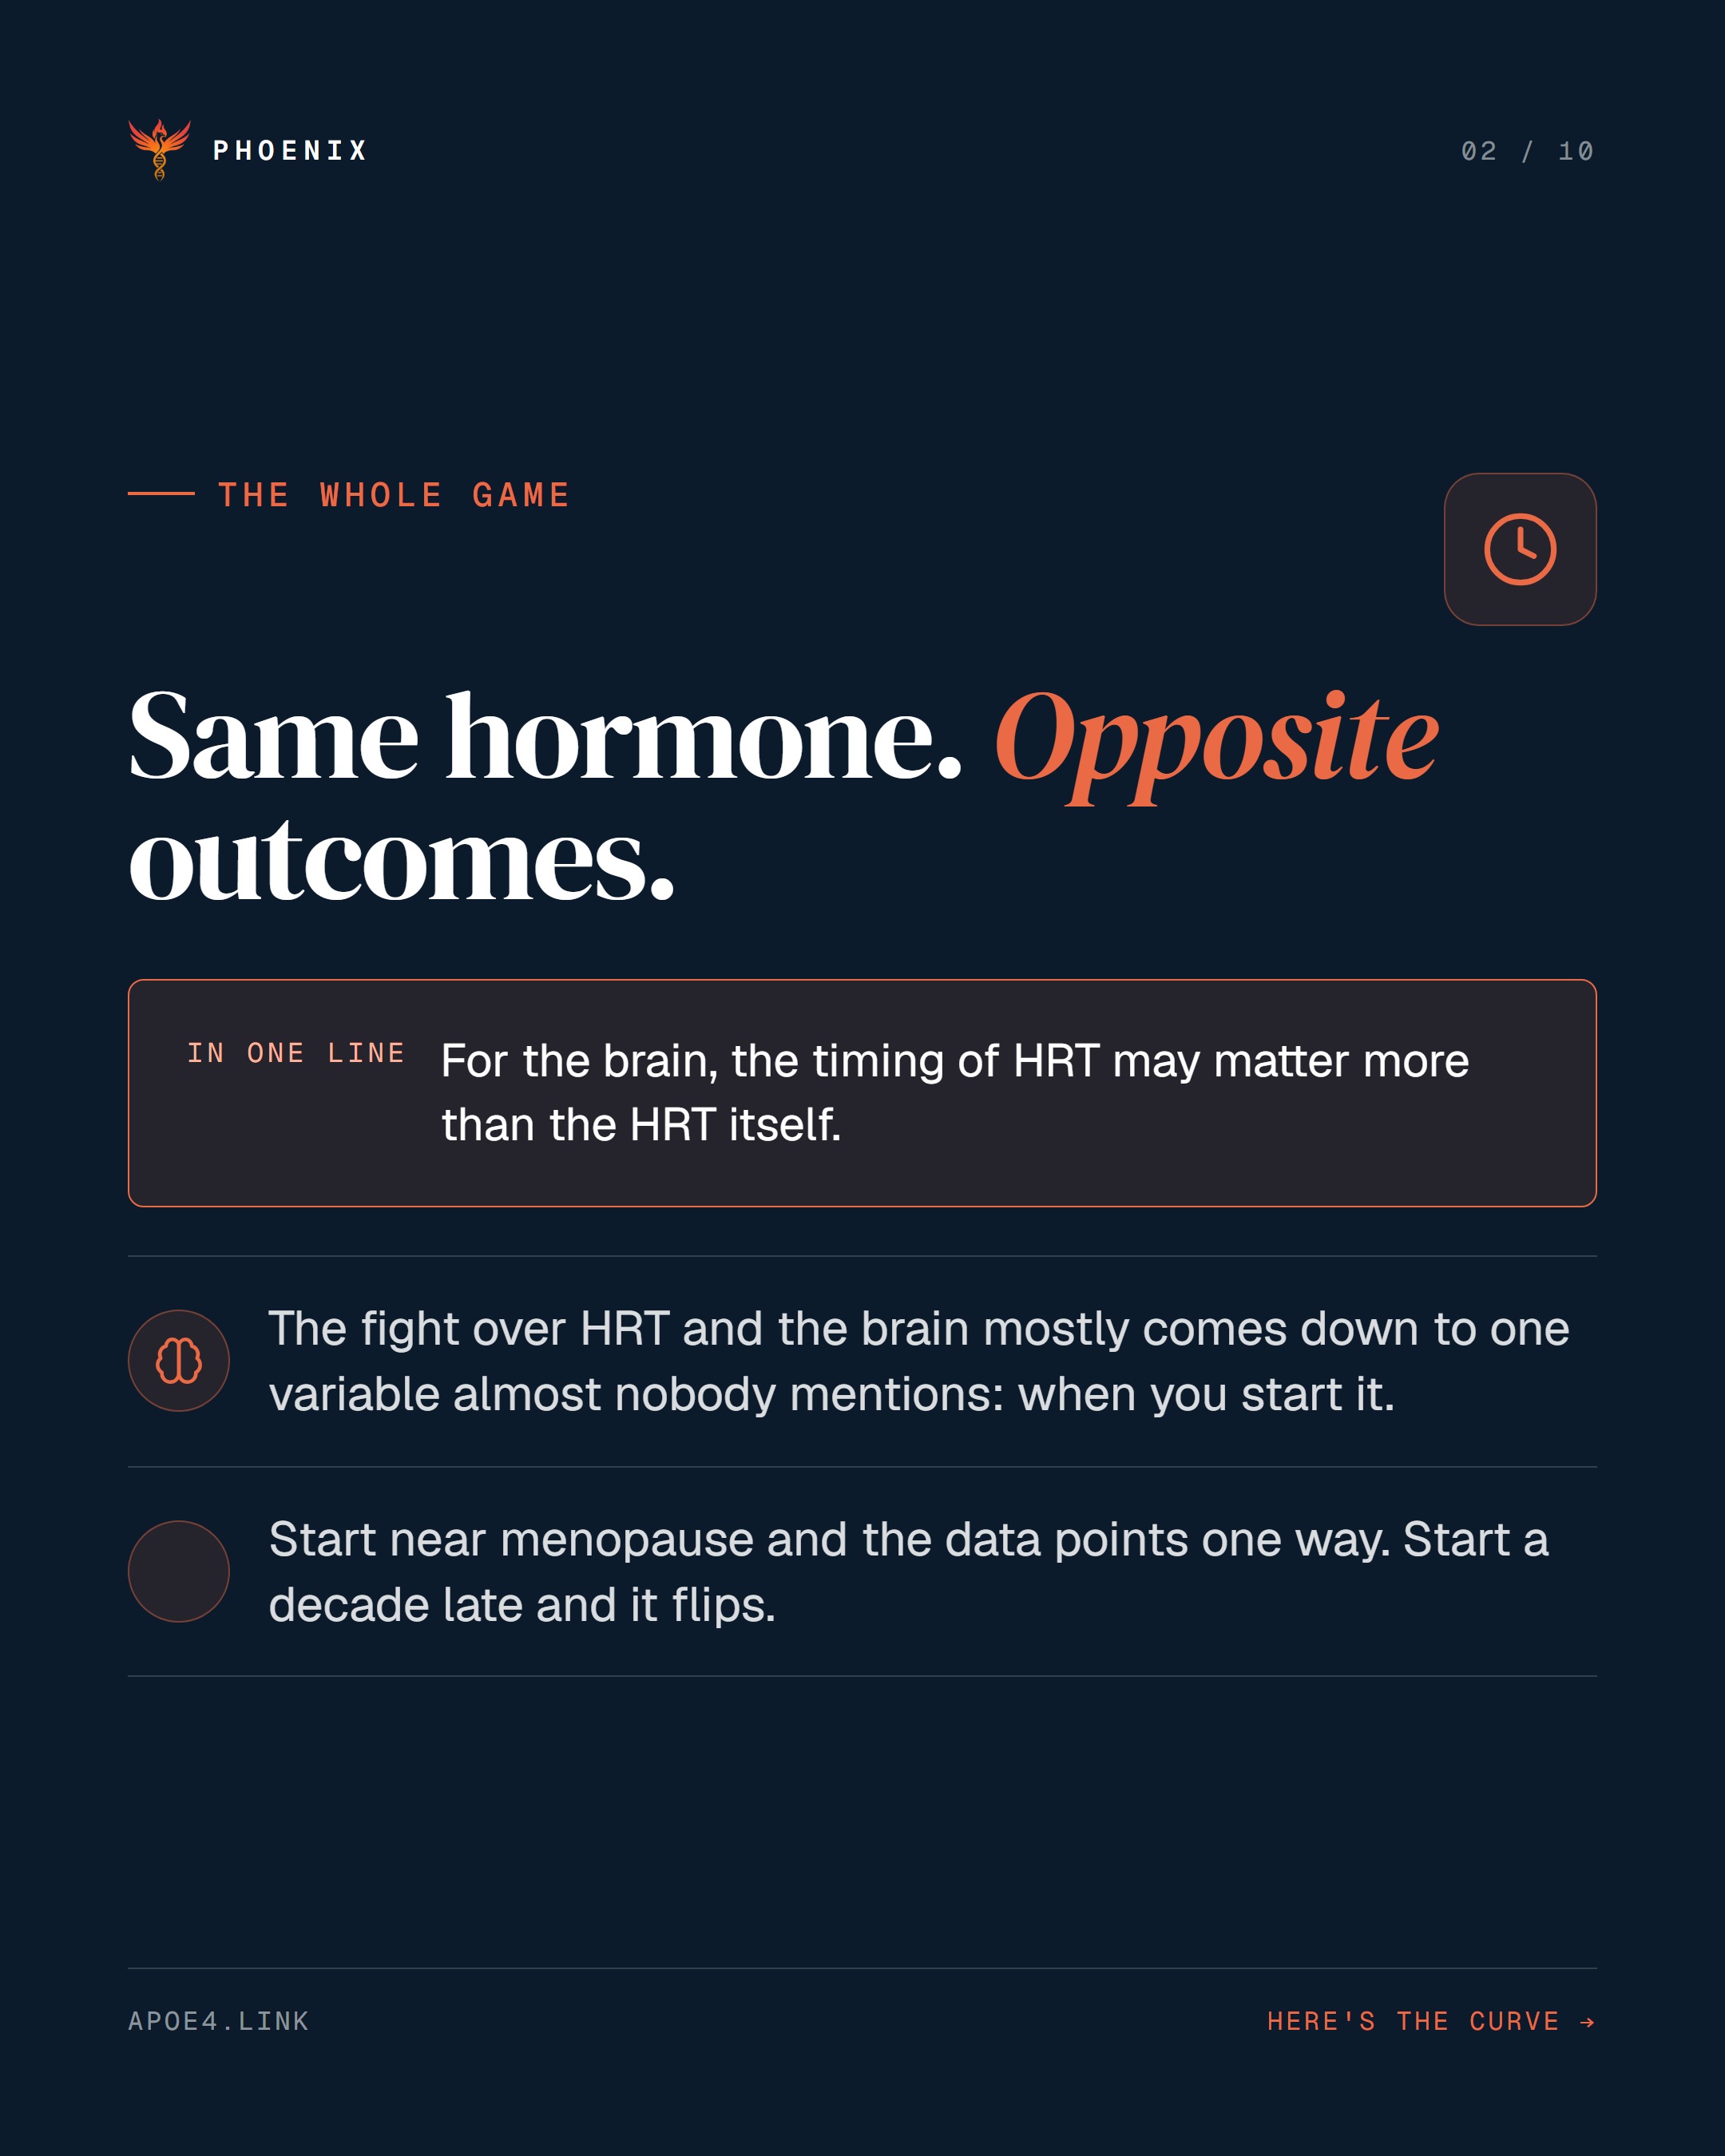 PHOENIX
02 / 10
THE WHOLE GAME
Same hormone. Opposite
outcomes.
IN ONE LINE
For the brain, the timing of HRT may matter more
than the HRT itself.
The fight over HRT and the brain mostly comes down to one
variable almost nobody mentions: when you start it.
Start near menopause and the data points one way. Start a
decade late and it flips.
APOE4.LINK
HERE'S THE CURVE →